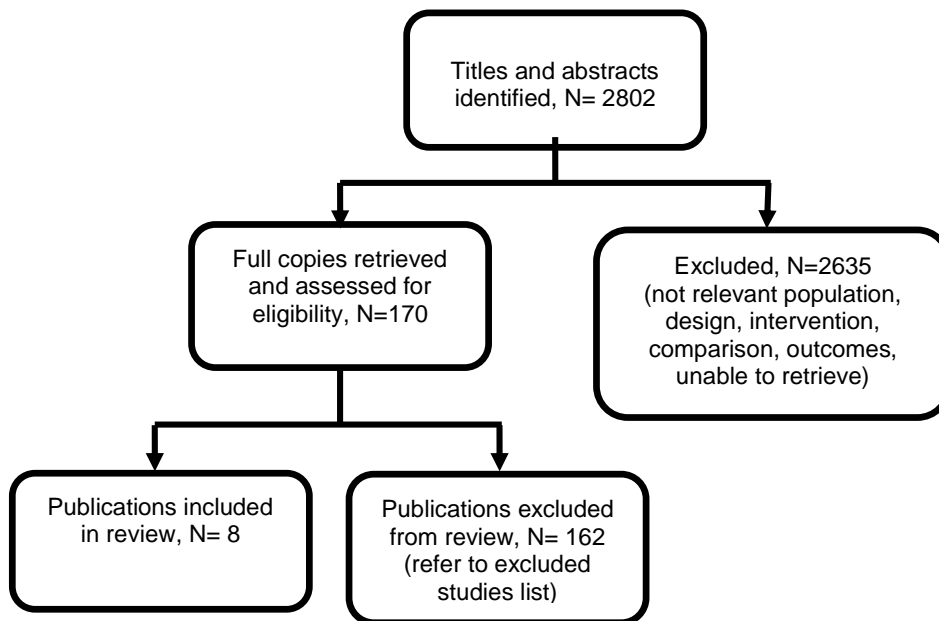 Titles and abstracts
identified, N= 2802
Full copies retrieved
and assessed for
eligibility, N=170
Excluded, N=2635
(not relevant population,
design, intervention,
comparison, outcomes,
unable to retrieve)
Publications included
in review, N= 8
Publications excluded
from review, N= 162
(refer to excluded
studies list)